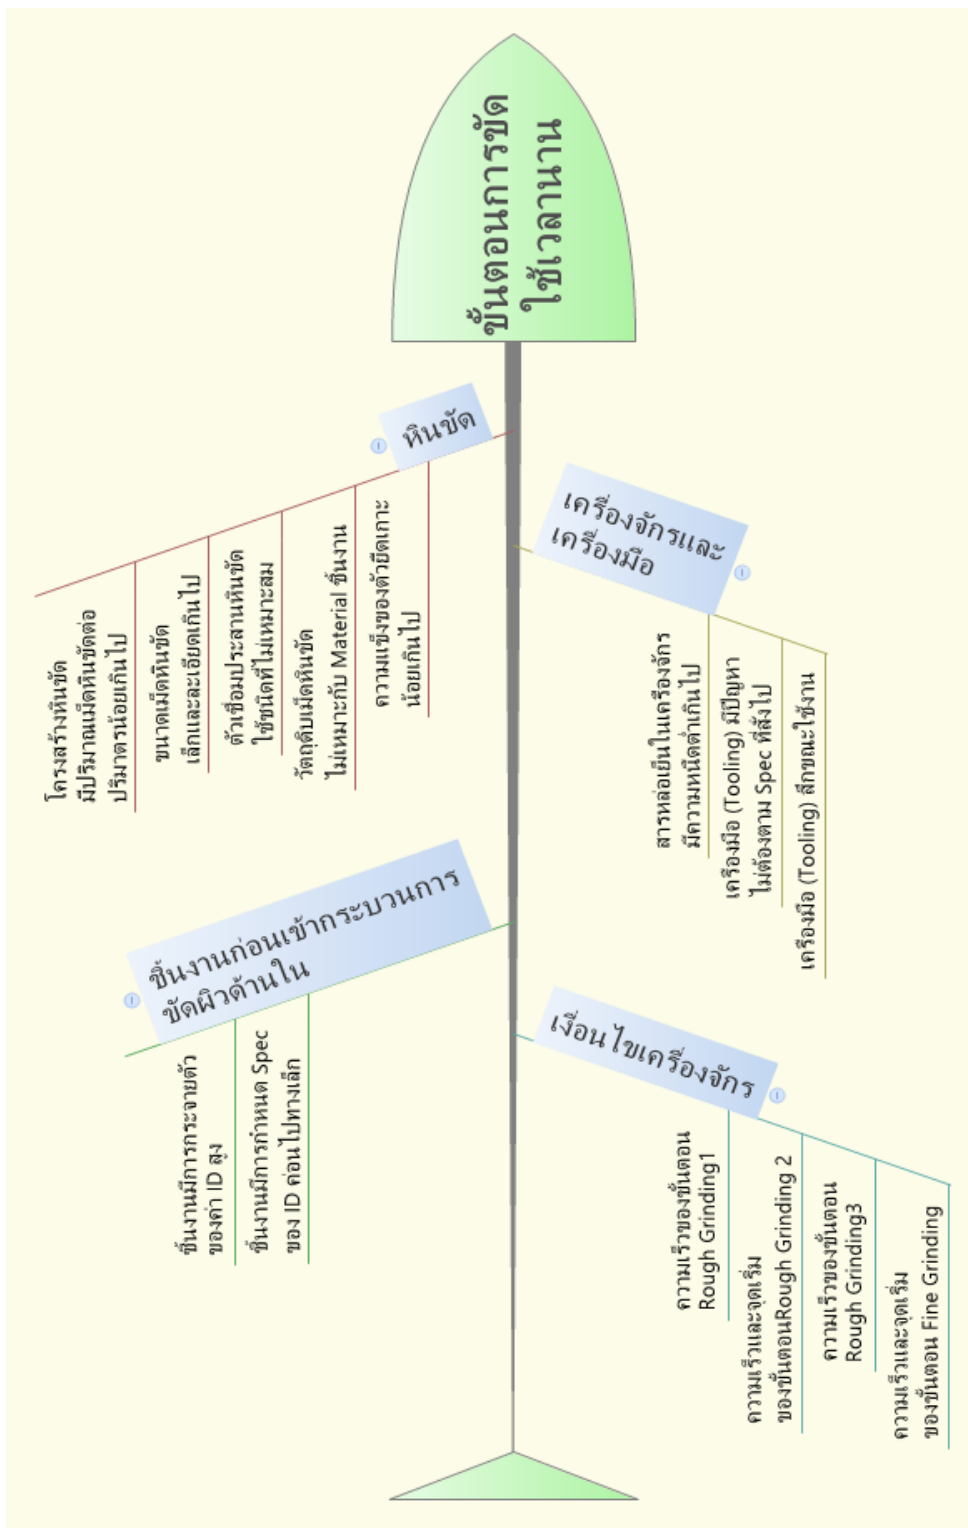 ขั้นตอนการขัด
ใช้เวลานาน
หินขัด
โครงสร้างหินขัด
มีปริมาณเม็ดหินขัดต่อ
ปริมาตรน้อยเกินไป
ขนาดเม็ดหินขัด
เล็กและละเอียดเกินไป
ตัวเชื่อมประสานหินขัด
ใช้ชนิดที่ไม่เหมาะสม
วัตถุดิบเม็ดหินขัด
ไม่เหมาะกับ Material ชิ้นงาน
ความแข็งของตัวยึดเกาะ
น้อยเกินไป
เครื่องจักรและ
เครื่องมือ
สารหล่อเย็นในเครื่องจักร
มีความหนืดต่ำเกินไป
เครื่องมือ (Tooling) มีปัญหา
ไม่ต้องตาม Spec ที่สั่งไป
เครื่องมือ (Tooling) สึกขณะใช้งาน
ชิ้นงานก่อนเข้ากระบวนการ
ขัดผิวด้านใน
ชิ้นงานมีการกระจายตัว
ของค่า ID สูง
ชิ้นงานมีการกำหนด Spec
ของ ID ค่อนไปทางเล็ก
เงื่อนไขเครื่องจักร
ความเร็วของขั้นตอน
Rough Grinding1
ความเร็วและจุดเริ่ม
ของขั้นตอนRough Grinding 2
ความเร็วของขั้นตอน
Rough Grinding3
ความเร็วและจุดเริ่ม
ของขั้นตอน Fine Grinding